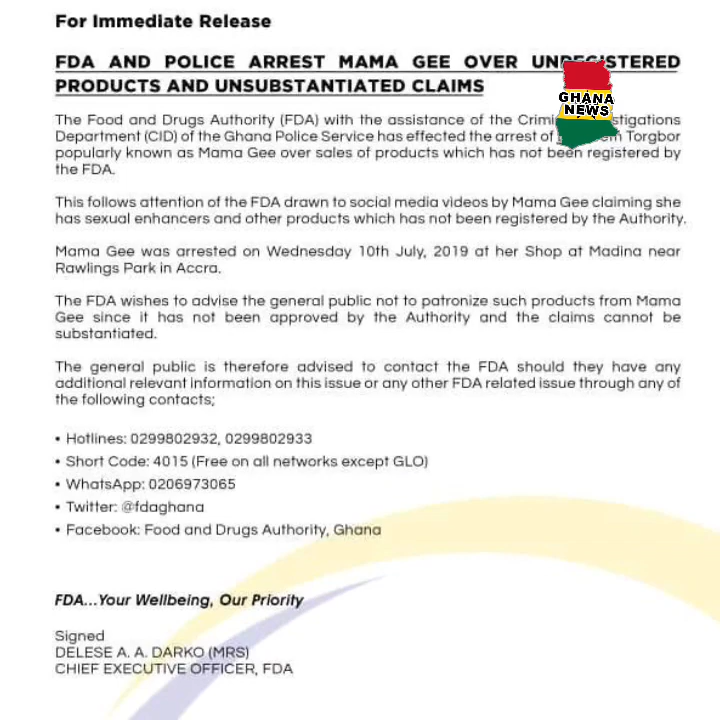 For Immediate Release
FDA AND POLICE ARREST MAMA GEE OVER UNREGISTERED
PRODUCTS AND UNSUBSTANTIATED CLAIMS
GHANA
NEWS
The Food and Drugs Authority (FDA) with the assistance of the
Department (CID) of the Ghana Police Service has effected the arrest of Torgbor
popularly known as Mama Gee over sales of products which has not been registered by
the FDA.
This follows attention of the FDA drawn to social media videos by Mama Gee claiming she
has sexual enhancers and other products which has not been registered by the Authority.
Mama Gee was arrested on Wednesday 10th July, 2019 at her Shop at Madina near
Rawlings Park in Accra.
The FDA wishes to advise the general public not to patronize such products from Mama
Gee since it has not been approved by the Authority and the claims cannot be
substantiated.
The general public is therefore advised to contact the FDA should they have any
additional relevant information on this issue or any other FDA related issue through any of
the following contacts;
• Hotlines: 0299802932, 0299802933
• Short Code: 4015 (Free on all networks except GLO)
• WhatsApp: 0206973065
• Twitter: @fdaghana
• Facebook: Food and Drugs Authority, Ghana
FDA...Your Wellbeing, Our Priority
Signed
DELESE A. A. DARKO (MRS)
CHIEF EXECUTIVE OFFICER, FDA